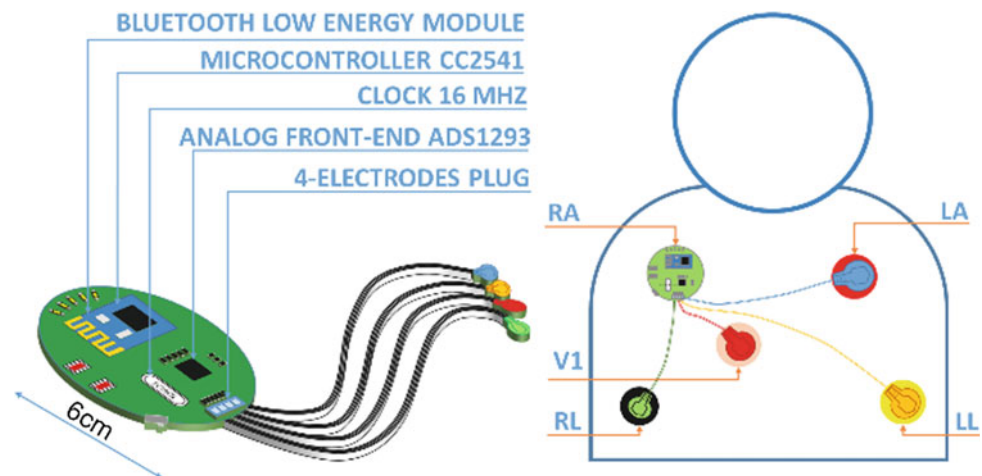 BLUETOOTH LOW ENERGY MODULE
MICROCONTROLLER CC2541
CLOCK 16 MHZ
ANALOG FRONT-END ADS1293
4-ELECTRODES PLUG
6cm
RA
LA
V1
RL
LL